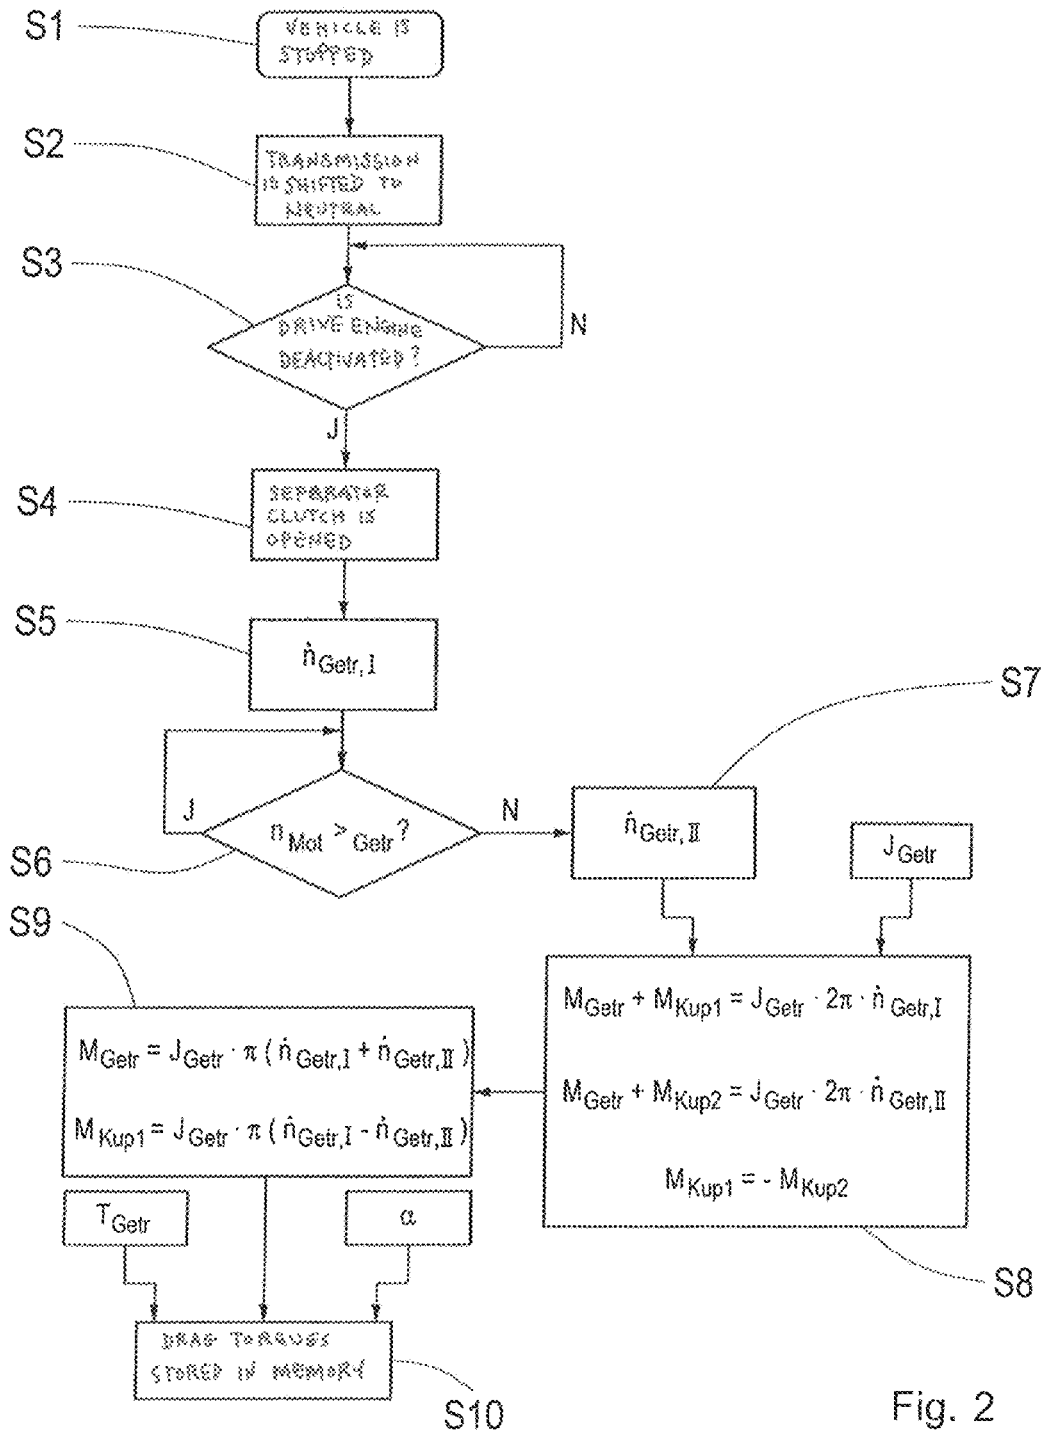 S1
VEHICLE IS
STOPPED
S2
TRANSMISSION
IS SHIFTED TO
NEUTRAL
S3
IS
DRIVE ENGINE
DEACTIVATED?
N
J
S4
SEPARATOR
CLUTCH IS
OPENED
S5
ṅGetr, I
S6
J
nMot > Getr?
N
S7
ṅGetr, II
JGetr
S8
MGetr + MKup1 = JGetr · 2π · ṅGetr,I
MGetr + MKup2 = JGetr · 2π · ṅGetr,II
MKup1 = - MKup2
S9
MGetr = JGetr · π ( ṅGetr,I + ṅGetr,II )
MKup1 = JGetr · π ( ṅGetr,I - ṅGetr,II )
TGetr
α
DRAG TORQUES
STORED IN MEMORY
S10
Fig. 2